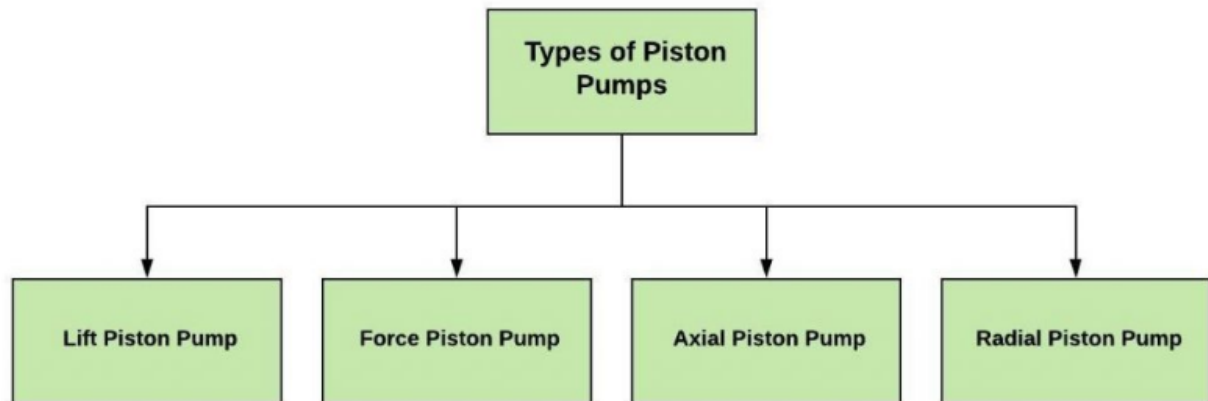 Types of Piston
Pumps
Lift Piston Pump
Force Piston Pump
Axial Piston Pump
Radial Piston Pump